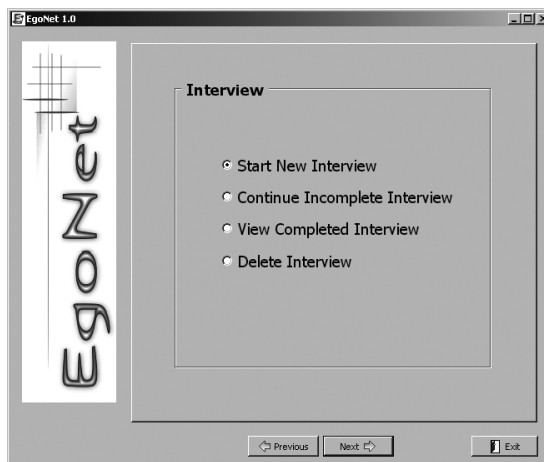 EgoNet 1.0
EgoNet
Interview
Start New Interview
Continue Incomplete Interview
View Completed Interview
Delete Interview
Previous
Next
Exit